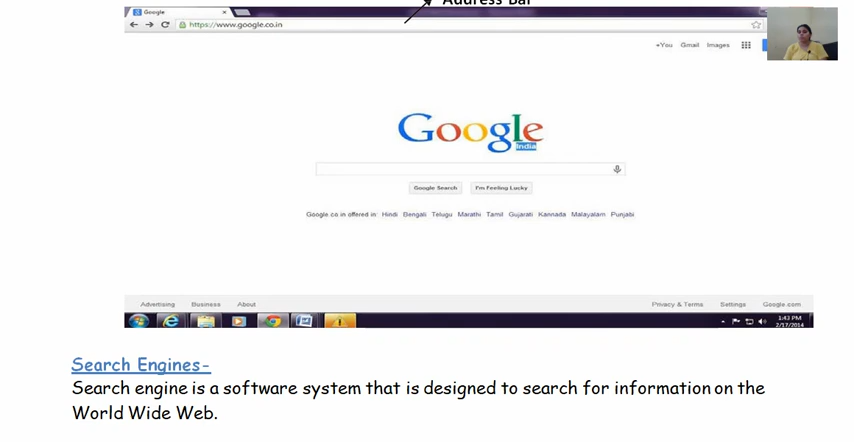 Address Bar
Google
https://www.google.co.in
+You Gmail Images
Google
India
Google Search I'm Feeling Lucky
Google.co.in offered in: Hindi Bengali Telugu Marathi Tamil Gujarati Kannada Malayalam Punjabi
Advertising Business About Privacy & Terms Settings Google.com
1:43 PM
2/17/2014
Search Engines-
Search engine is a software system that is designed to search for information on the
World Wide Web.